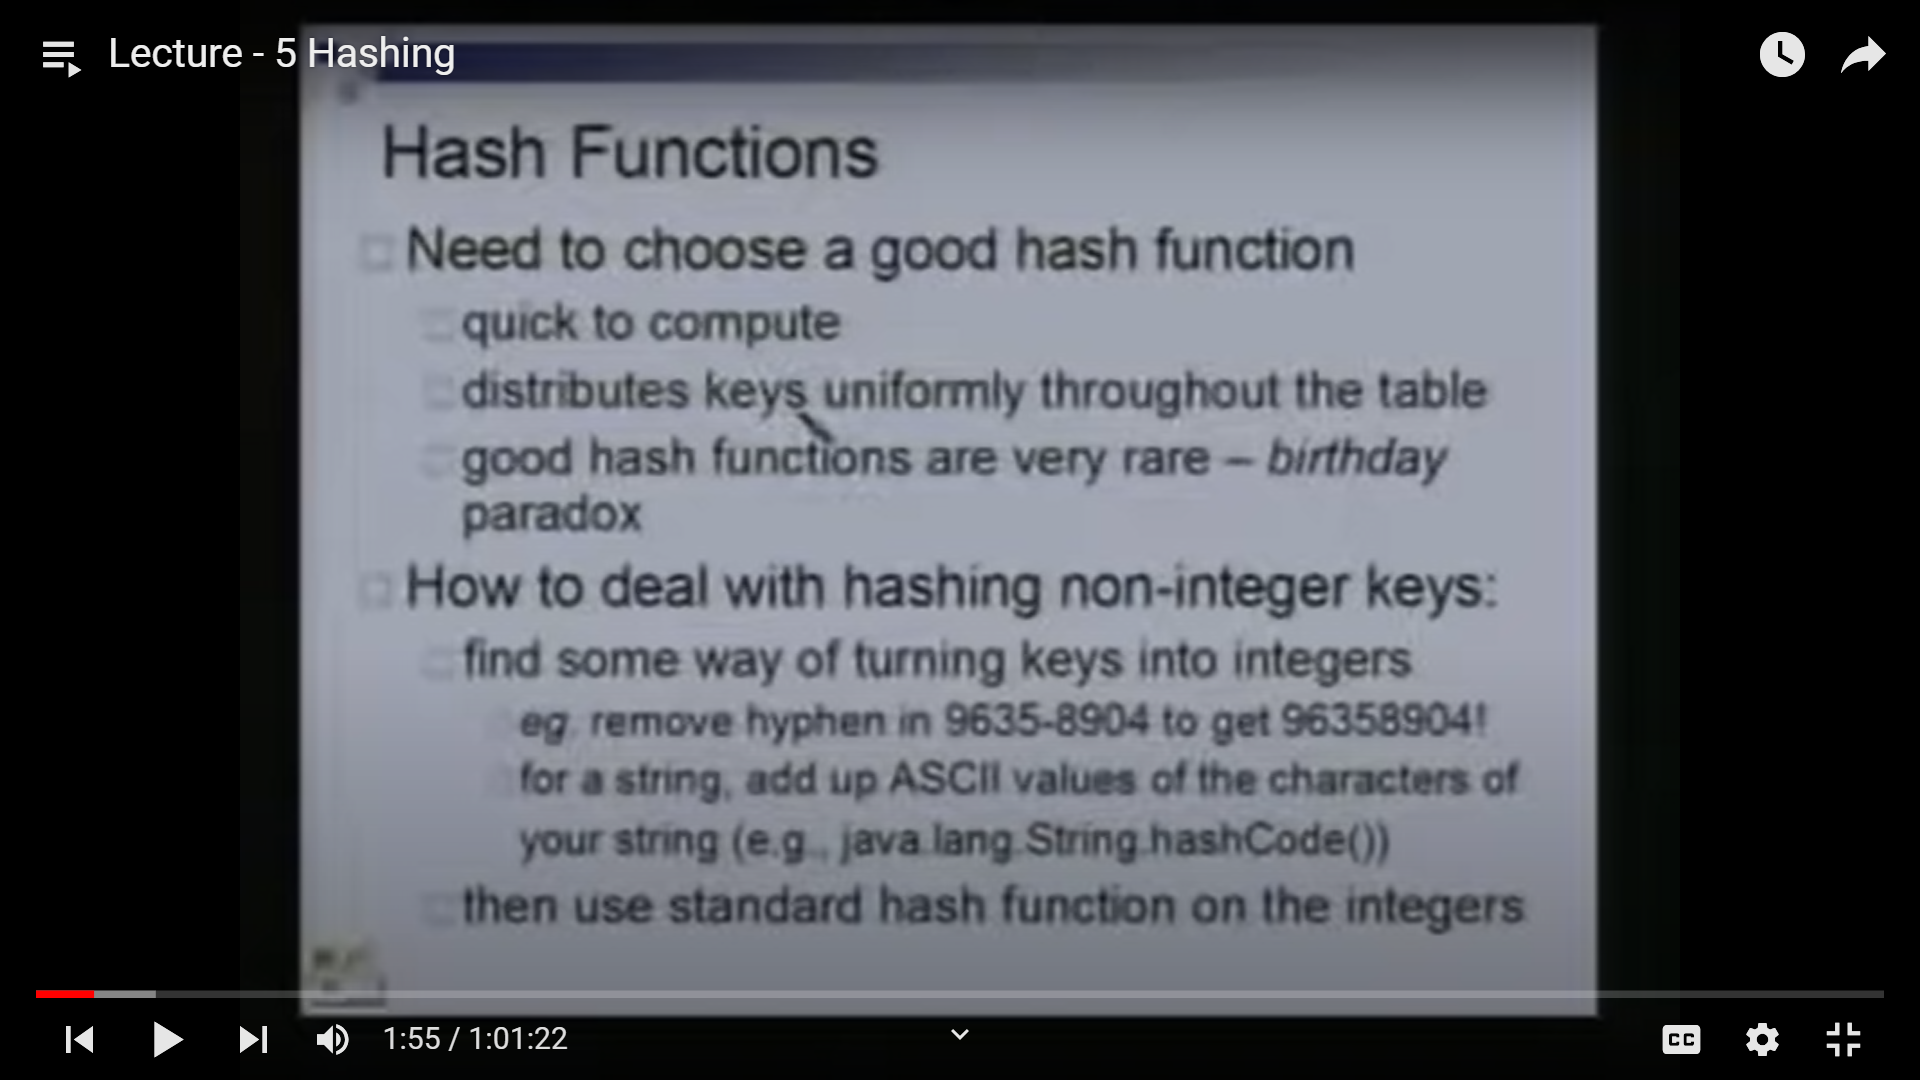 Lecture - 5 Hashing
Hash Functions
Need to choose a good hash function
quick to compute
distributes keys uniformly throughout the table
good hash functions are very rare – birthday
paradox
How to deal with hashing non-integer keys:
find some way of turning keys into integers
eg. remove hyphen in 9635-8904 to get 96358904!
for a string, add up ASCII values of the characters of
your string (e.g., java.lang.String.hashCode())
then use standard hash function on the integers
1:55 / 1:01:22
CC